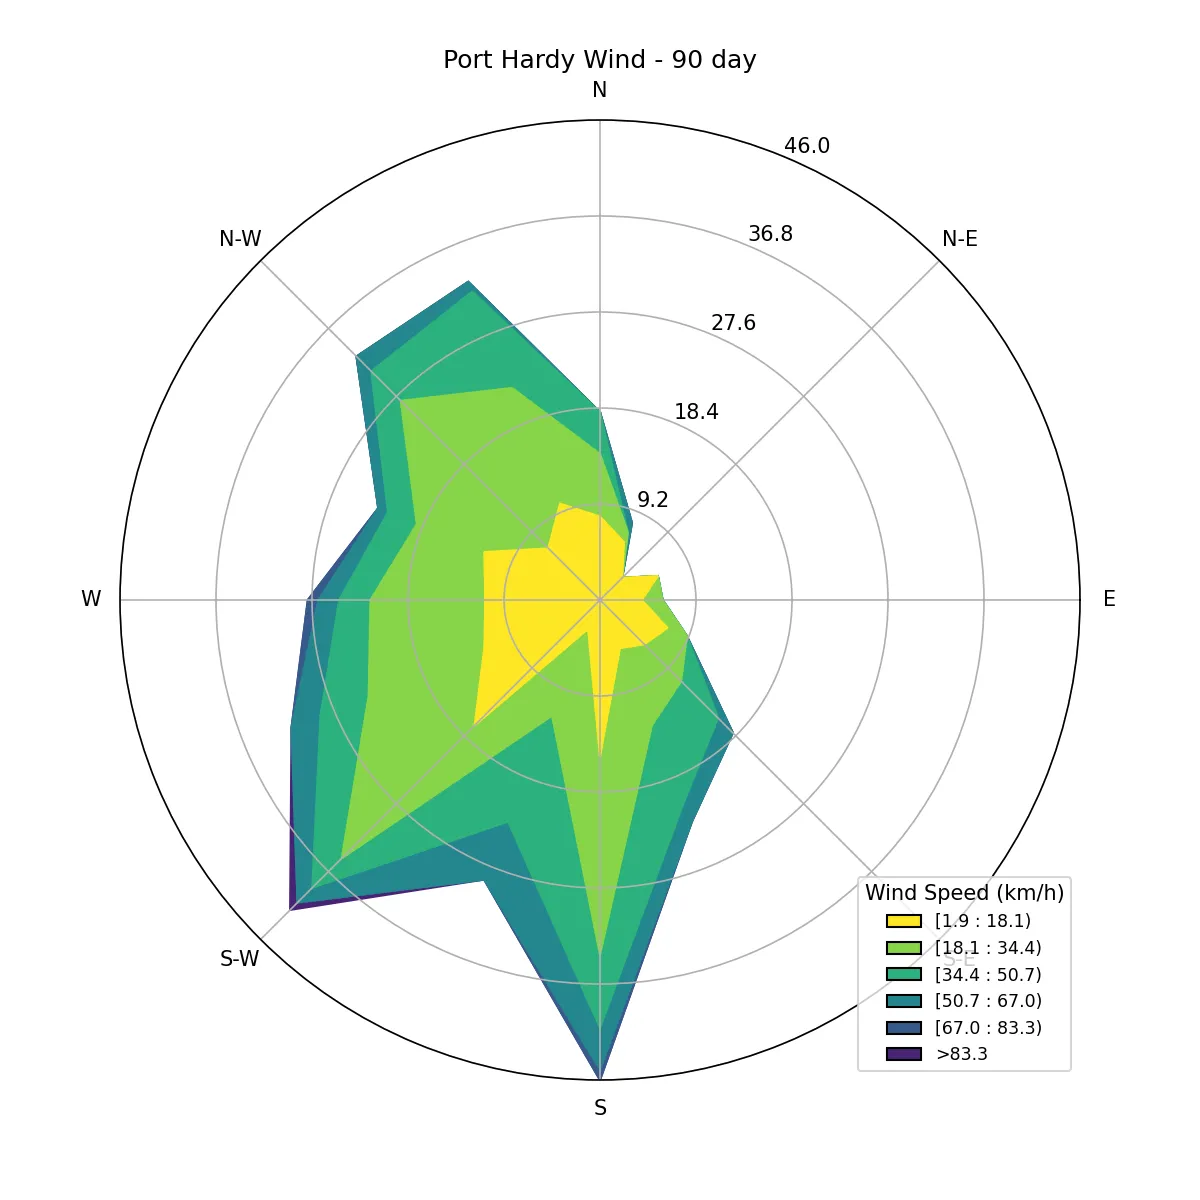 Port Hardy Wind - 90 day
N
46.0
N-W
36.8
N-E
27.6
18.4
9.2
W
E
S-W
S-E
S
Wind Speed (km/h)
[1.9 : 18.1)
[18.1 : 34.4)
[34.4 : 50.7)
[50.7 : 67.0)
[67.0 : 83.3)
>83.3